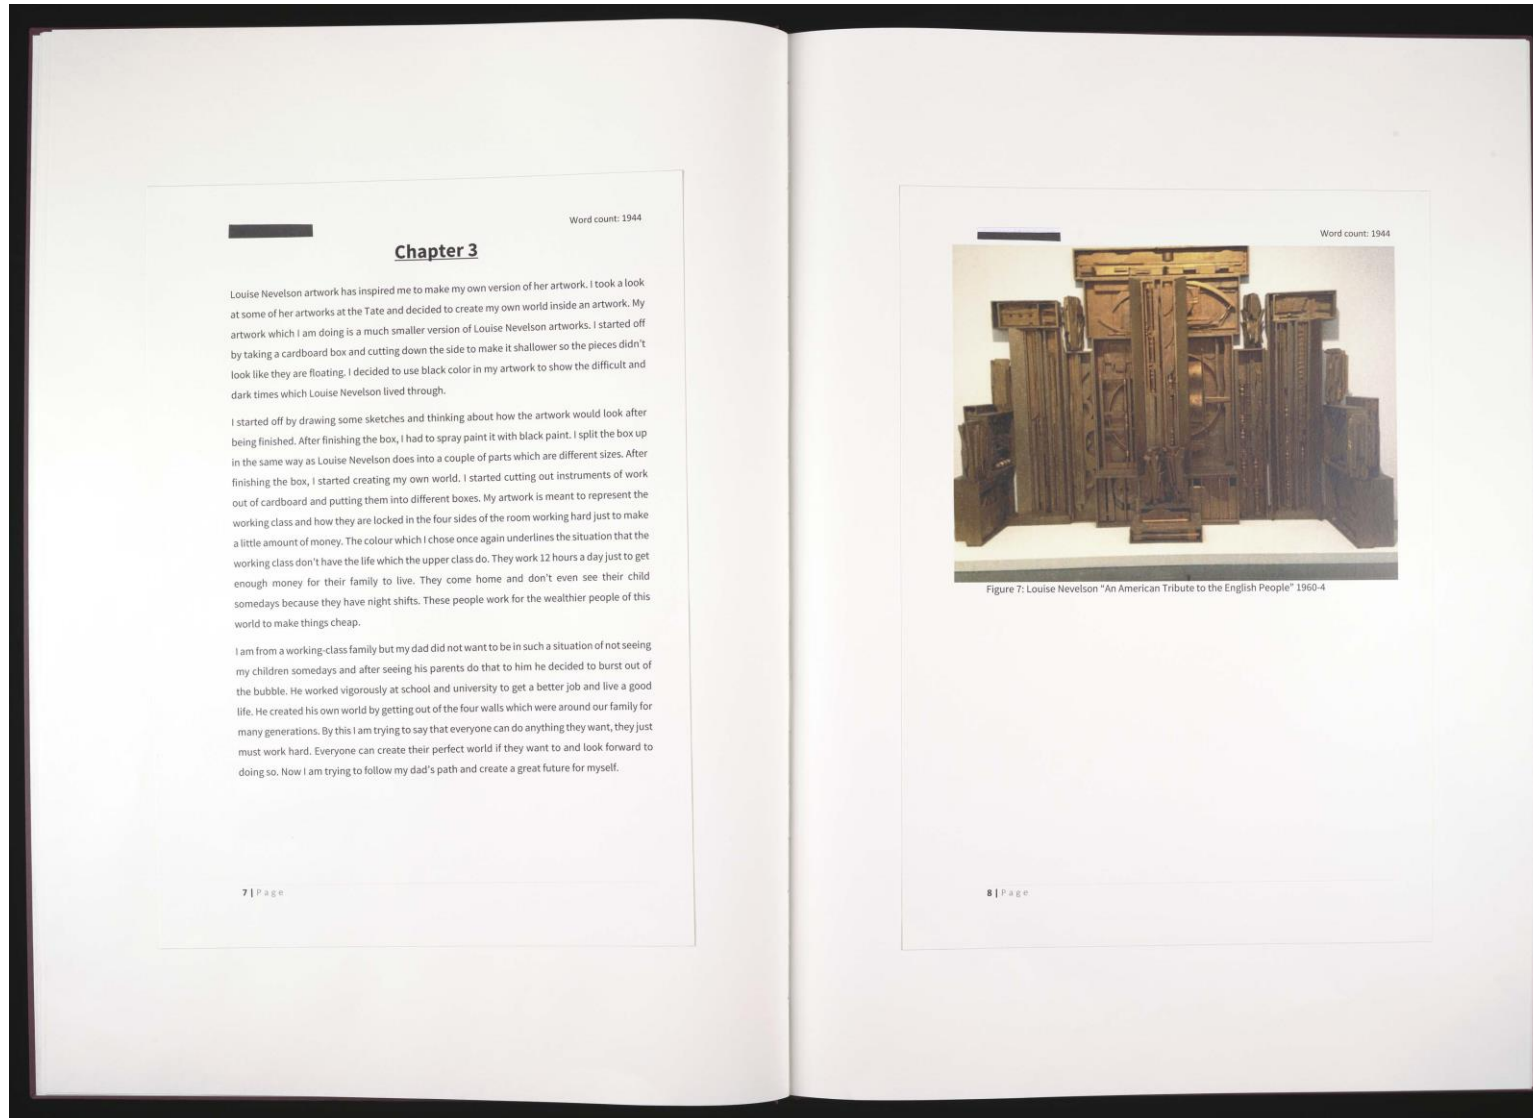 Word count: 1944
Chapter 3
Louise Nevelson artwork has inspired me to make my own version of her artwork. I took a look
at some of her artworks at the Tate and decided to create my own world inside an artwork. My
artwork which I am doing is a much smaller version of Louise Nevelson artworks. I started off
by taking a cardboard box and cutting down the side to make it shallower so the pieces didn't
look like they are floating. I decided to use black color in my artwork to show the difficult and
dark times which Louise Nevelson lived through.
I started off by drawing some sketches and thinking about how the artwork would look after
being finished. After finishing the box, I had to spray paint it with black paint. I split the box up
in the same way as Louise Nevelson does into a couple of parts which are different sizes. After
finishing the box, I started creating my own world. I started cutting out instruments of work
out of cardboard and putting them into different boxes. My artwork is meant to represent the
working class and how they are locked in the four sides of the room working hard just to make
a little amount of money. The colour which I chose once again underlines the situation that the
working class don't have the life which the upper class do. They work 12 hours a day just to get
enough money for their family to live. They come home and don't even see their child
somedays because they have night shifts. These people work for the wealthier people of this
world to make things cheap.
I am from a working-class family but my dad did not want to be in such a situation of not seeing
my children somedays and after seeing his parents do that to him he decided to burst out of
the bubble. He worked vigorously at school and university to get a better job and live a good
life. He created his own world by getting out of the four walls which were around our family for
many generations. By this I am trying to say that everyone can do anything they want, they just
must work hard. Everyone can create their perfect world if they want to and look forward to
doing so. Now I am trying to follow my dad's path and create a great future for myself.
7 | Page
Word count: 1944
Figure 7: Louise Nevelson "An American Tribute to the English People" 1960-4
8 | Page